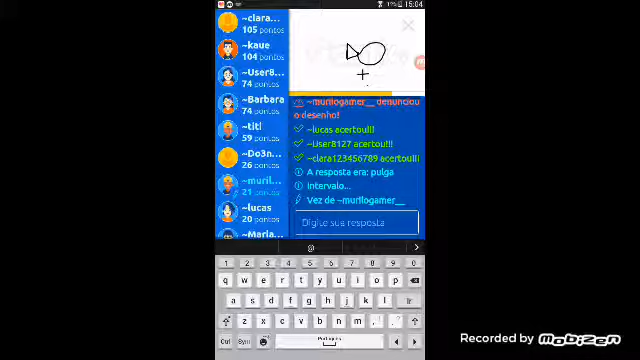 15:04
~clara...
105 pontos
~kaue
104 pontos
~User8...
74 pontos
~Barbara
74 pontos
~titi
59 pontos
~Do3n...
26 pontos
~muril...
21 pontos
~lucas
20 pontos
~Maria...
+
~murilogamer__ denunciou
o desenho!
~lucas acertou!!!
~User8127 acertou!!!
~clara123456789 acertou!!!
A resposta era: pulga
Intervalo...
Vez de ~murilogamer__
Digite sua resposta
@
1 2 3 4 5 6 7 8 9 0
q w e r t y u i o p
a s d f g h j k l
z x c v b n m , .
Ctrl Sym Português
Recorded by mobizen